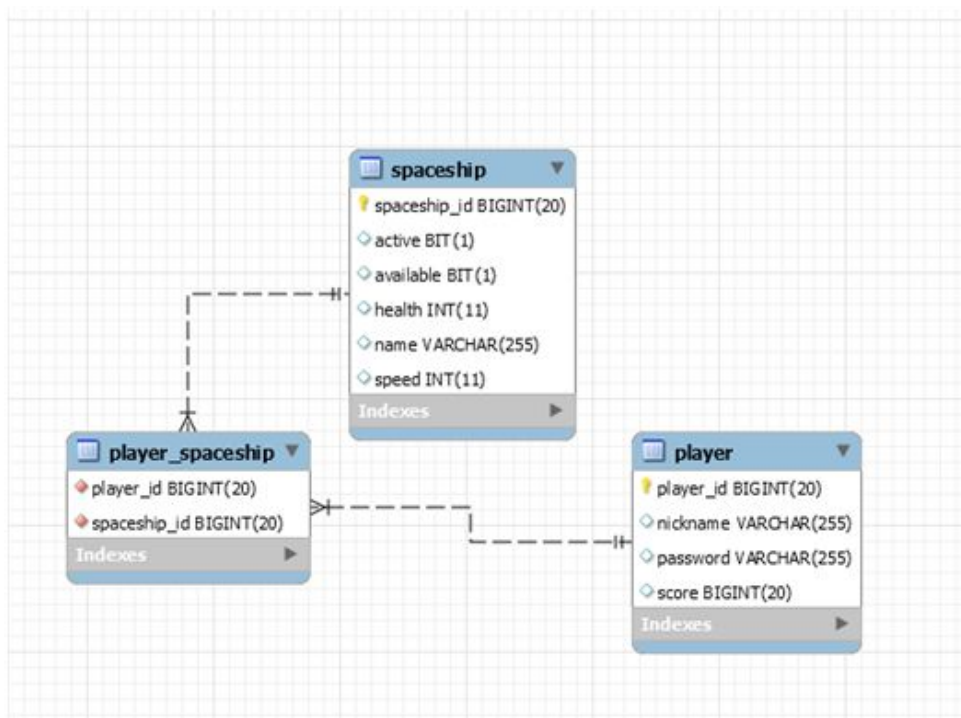 spaceship
spaceship_id BIGINT(20)
active BIT(1)
available BIT(1)
health INT(11)
name VARCHAR(255)
speed INT(11)
Indexes
player_spaceship
player_id BIGINT(20)
spaceship_id BIGINT(20)
Indexes
player
player_id BIGINT(20)
nickname VARCHAR(255)
password VARCHAR(255)
score BIGINT(20)
Indexes